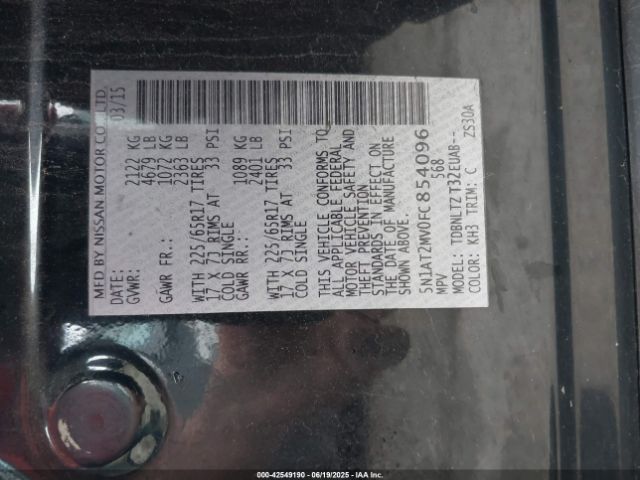 MFD BY NISSAN MOTOR CO., LTD.
DATE: 03/15
GVWR: 2122 KG
4679 LB
GAWR FR.: 1072 KG
2363 LB
WITH 225/65R17 TIRES
17 X 7J RIMS AT 33 PSI
COLD SINGLE
GAWR RR.: 1089 KG
2401 LB
WITH 225/65R17 TIRES
17 X 7J RIMS AT 33 PSI
COLD SINGLE
THIS VEHICLE CONFORMS TO
ALL APPLICABLE FEDERAL
MOTOR VEHICLE SAFETY AND
THEFT PREVENTION
STANDARDS IN EFFECT ON
THE DATE OF MANUFACTURE
SHOWN ABOVE.
5N1AT2MV0FC854096
MPV 568
MODEL: TDBNLTZ T32EUAB--
COLOR: KH3 TRIM: C ZS30A
000-42549190 - 06/19/2025 - IAAI.com